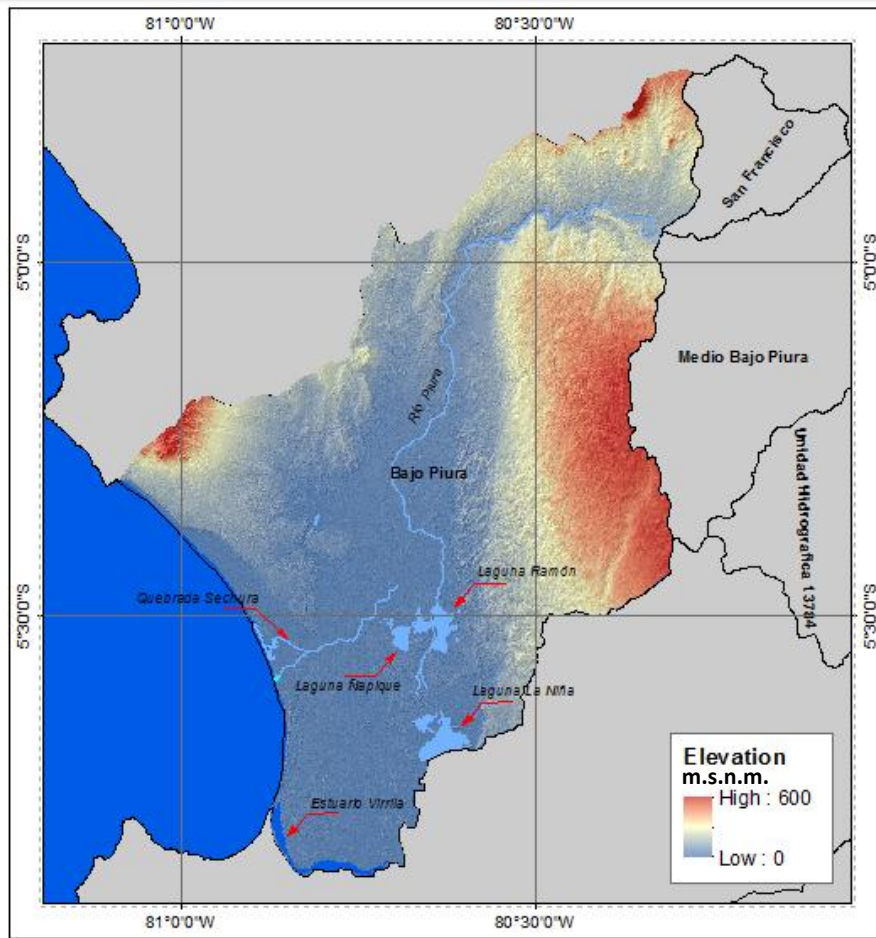 81°0'0"W
80°30'0"W
San Francisco
5°0'0"S
5°0'0"S
Medio Bajo Piura
Río Piura
Bajo Piura
Unidad Hidrografica 13784
Laguna Ramón
Quebrada Sechura
5°30'0"S
5°30'0"S
Laguna Ñapique
Laguna La Niña
Estuario Virrila
Elevation
m.s.n.m.
High : 600
Low : 0
81°0'0"W
80°30'0"W